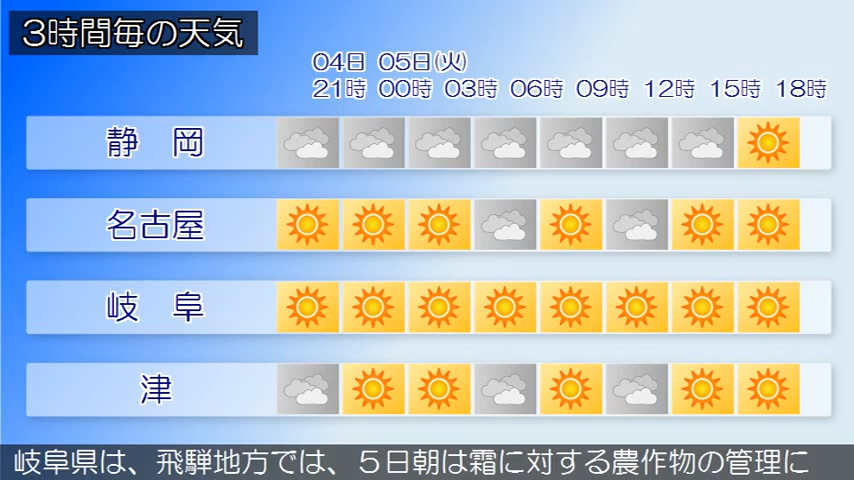 3時間毎の天気
04日 05日(火)
21時 00時 03時 06時 09時 12時 15時 18時
静 岡
名古屋
岐 阜
津
岐阜県は、飛騨地方では、５日朝は霜に対する農作物の管理に